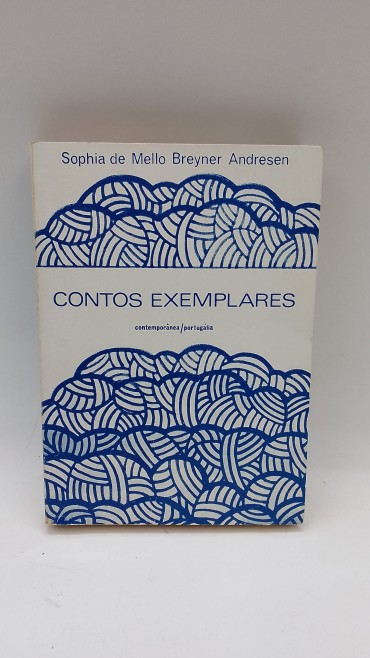 Sophia de Mello Breyner Andresen
CONTOS EXEMPLARES
contemporânea/portugália